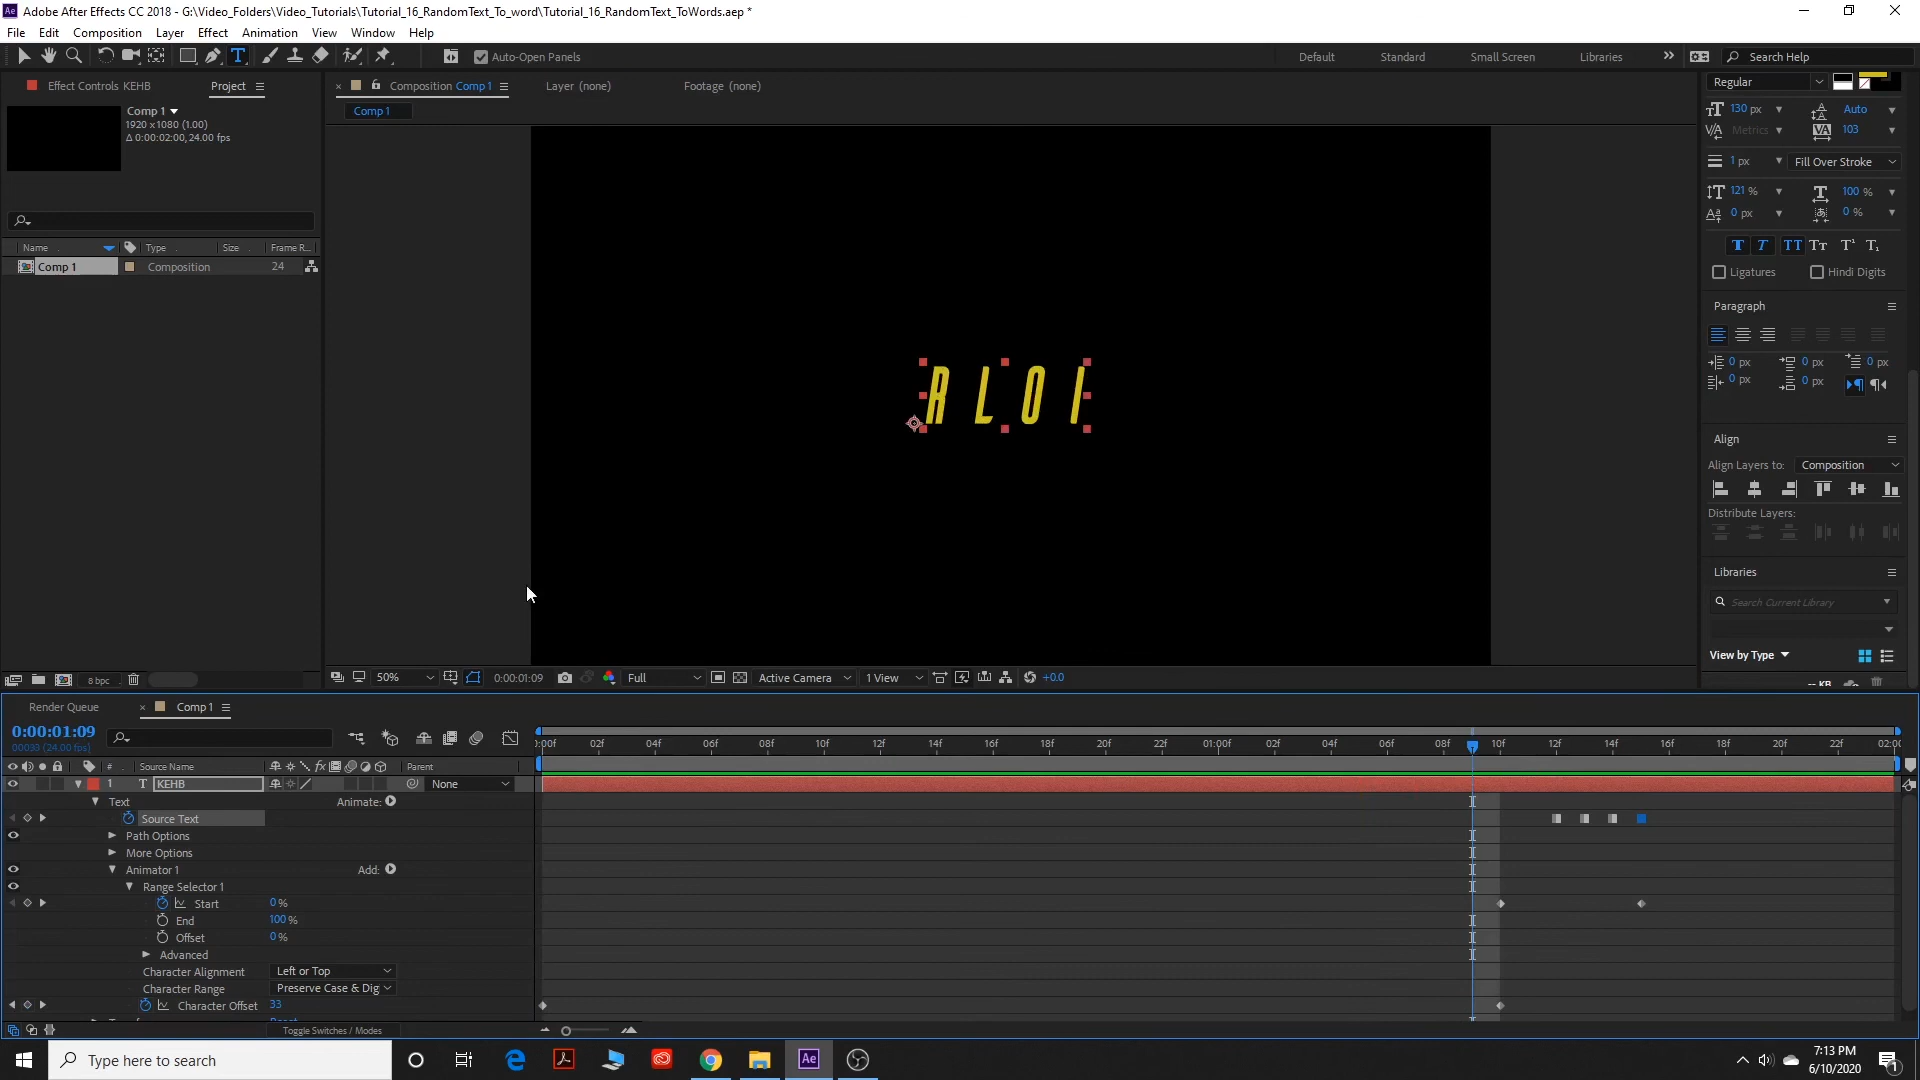 Adobe After Effects CC 2018 - G:\Video_Folders\Video_Tutorials\Tutorial_16_RandomText_To_word\Tutorial_16_RandomText_ToWords.aep *
File Edit Composition Layer Effect Animation View Window Help
Auto-Open Panels Default Standard Small Screen Libraries Search Help
Effect Controls KEHB Project Composition Comp 1 Layer (none) Footage (none) Regular
Comp 1 Comp 1
1920 x1080 (1.00)
Δ 0:00:02:00, 24.00 fps
130 px Auto
Metrics 103
1 px Fill Over Stroke
121 % 100 %
0 px 0 %
T T TT Tt T¹ T₁
Ligatures Hindi Digits
Name Type Size Frame R...
Comp 1 Composition 24
Paragraph
0 px 0 px 0 px
0 px 0 px
R L O I
Align
Align Layers to: Composition
Distribute Layers:
Libraries
Search Current Library
View by Type
-- KB
8 bpc 50% 0:00:01:09 Full Active Camera 1 View +0.0
Render Queue Comp 1
0:00:01:09
00033 (24.00 fps)
):00f 02f 04f 06f 08f 10f 12f 14f 16f 18f 20f 22f 01:00f 02f 04f 06f 08f 10f 12f 14f 16f 18f 20f 22f 02:00
# Source Name fx Parent
1 T KEHB None
Text Animate:
Source Text
Path Options
More Options
Animator 1 Add:
Range Selector 1
Start 0 %
End 100 %
Offset 0 %
Advanced
Character Alignment Left or Top
Character Range Preserve Case & Dig
Character Offset 33
Toggle Switches / Modes
Type here to search
Ae
7:13 PM
6/10/2020
1